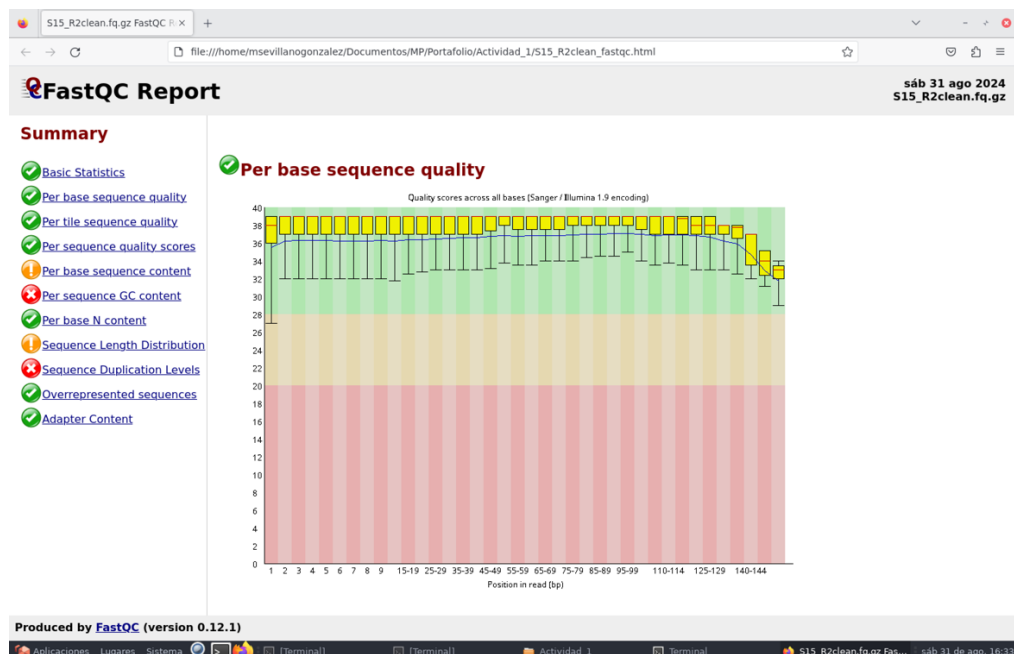 S15_R2clean.fq.gz FastQC R
file:///home/msevillanogonzalez/Documentos/MP/Portafolio/Actividad_1/S15_R2clean_fastqc.html
FastQC Report
sáb 31 ago 2024
S15_R2clean.fq.gz
Summary
Basic Statistics
Per base sequence quality
Per tile sequence quality
Per sequence quality scores
Per base sequence content
Per sequence GC content
Per base N content
Sequence Length Distribution
Sequence Duplication Levels
Overrepresented sequences
Adapter Content
Per base sequence quality
Quality scores across all bases (Sanger / Illumina 1.9 encoding)
40
38
36
34
32
30
28
26
24
22
20
18
16
14
12
10
8
6
4
2
0
1 2 3 4 5 6 7 8 9 15-19 25-29 35-39 45-49 55-59 65-69 75-79 85-89 95-99 110-114 125-129 140-144
Position in read (bp)
Produced by FastQC (version 0.12.1)
Aplicaciones Lugares Sistema [Terminal] [Terminal] Actividad_1 Terminal S15_R2clean.fq.gz Fas... sáb 31 de ago, 16:33